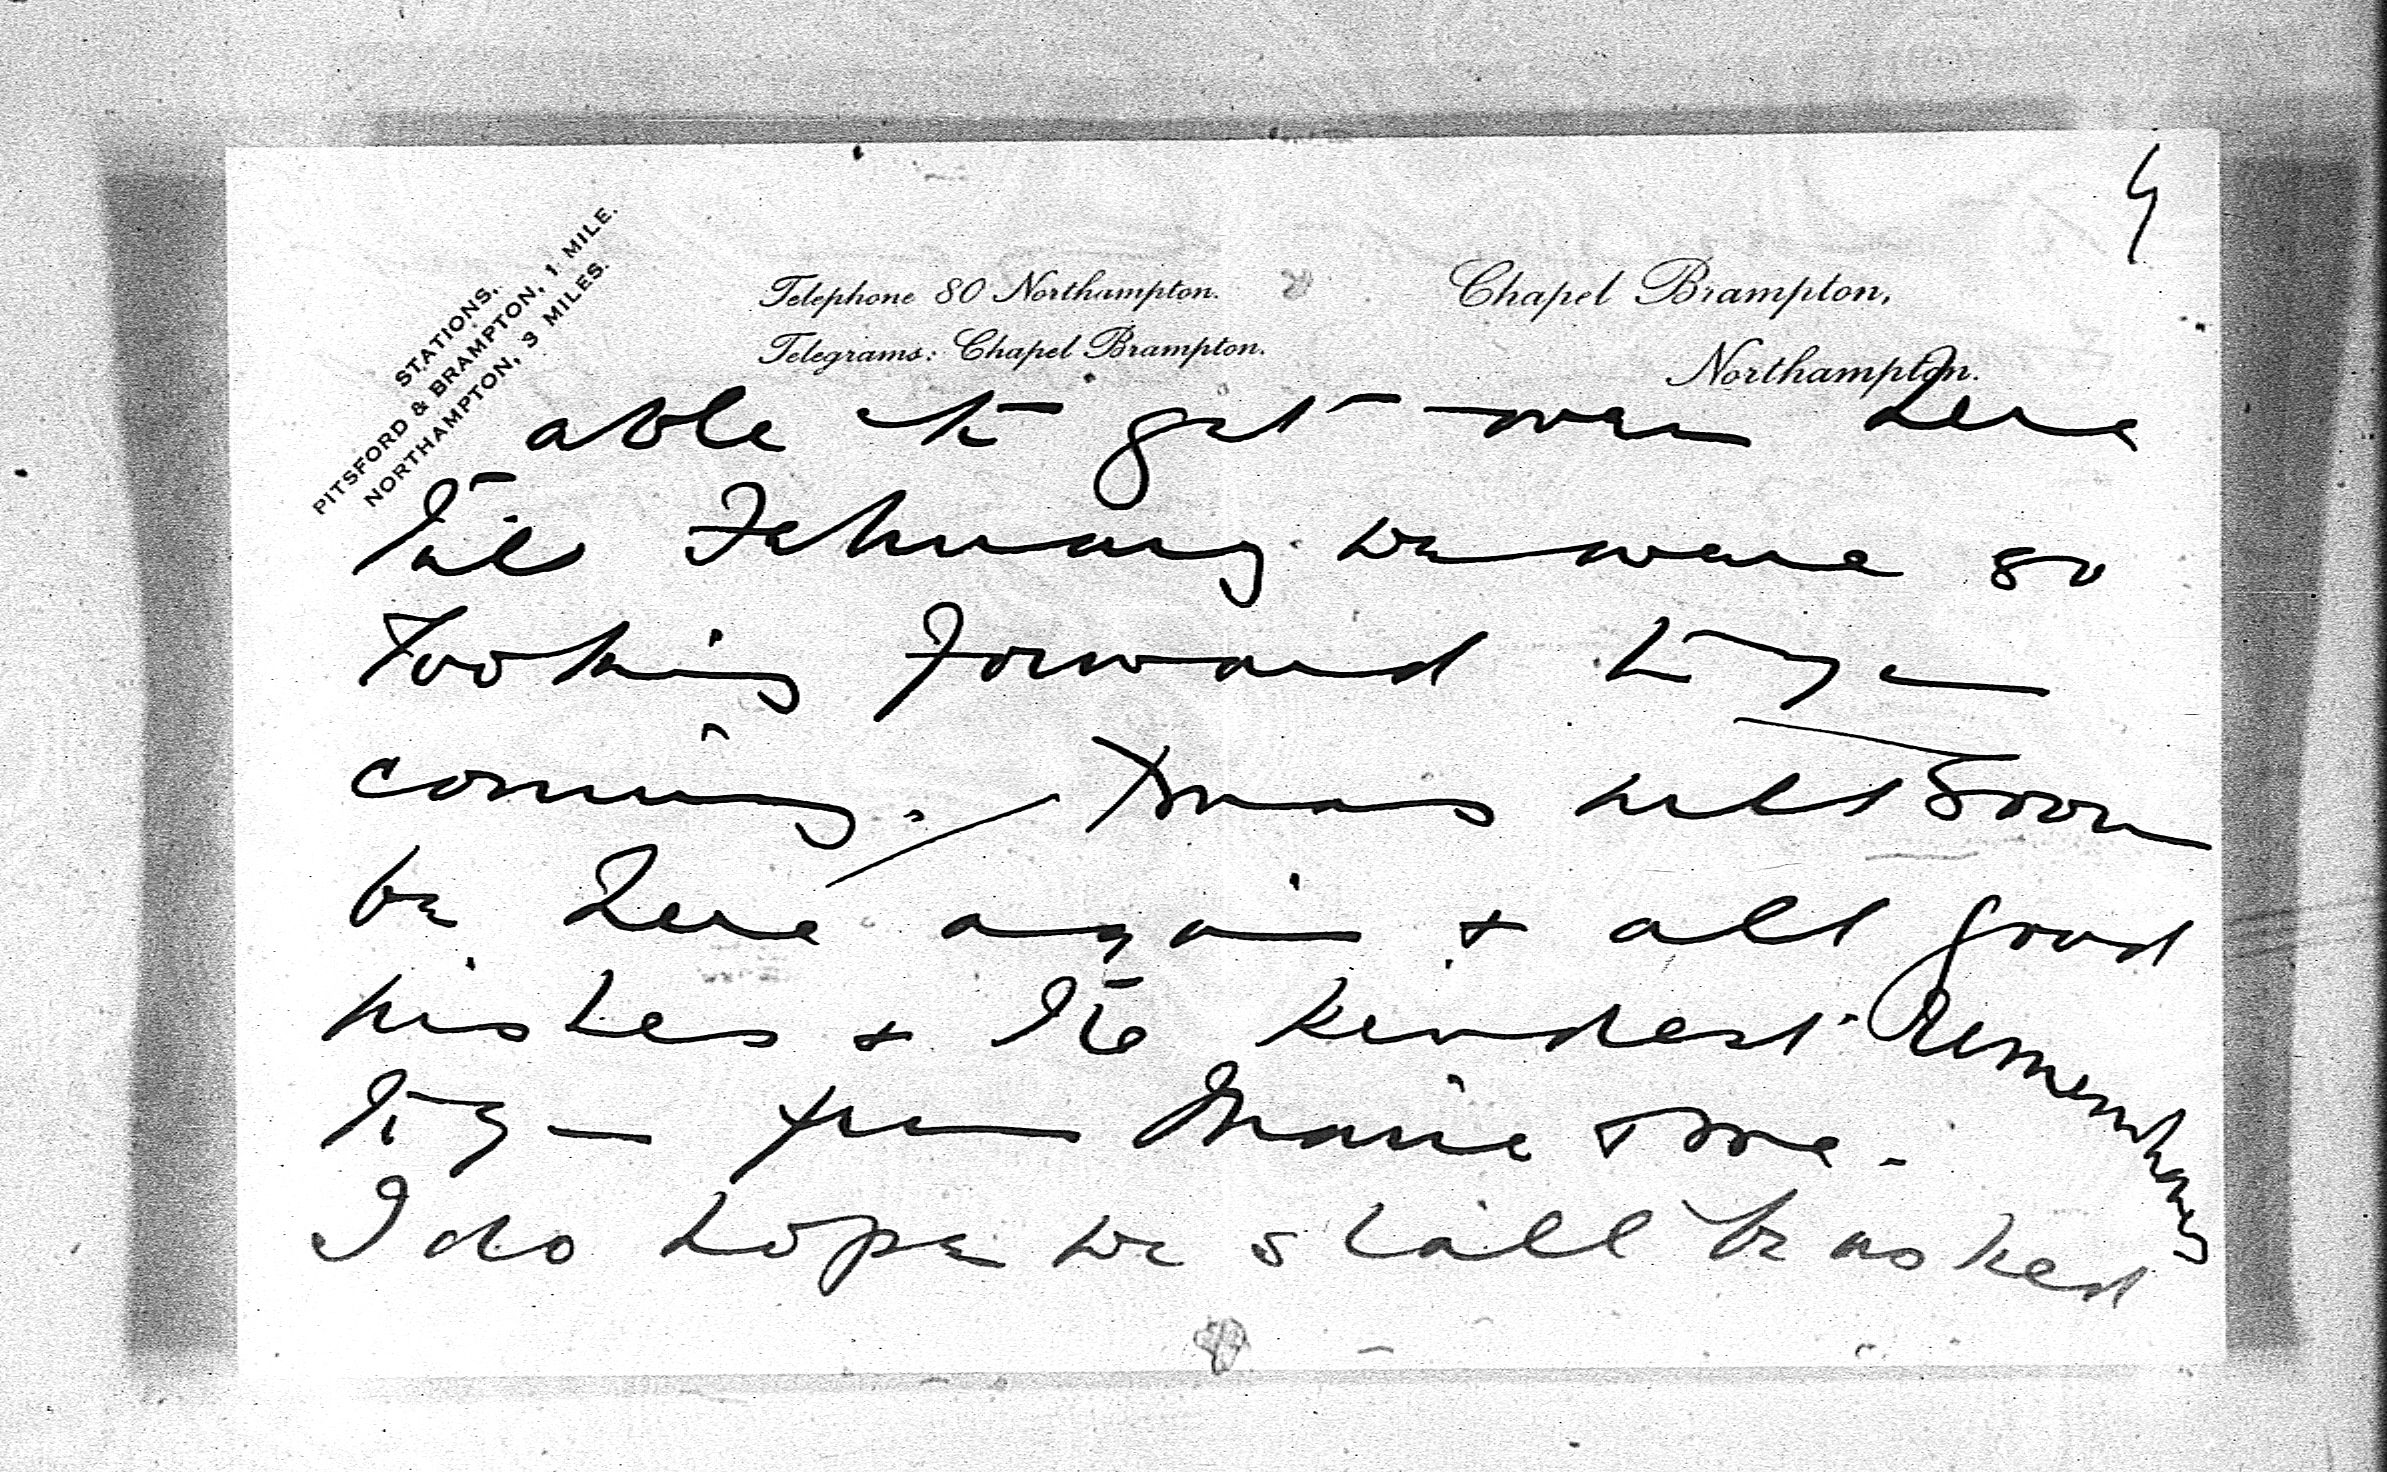 4
STATIONS.
PITSFORD & BRAMPTON, 1 MILE.
NORTHAMPTON, 3 MILES.
Telephone 80 Northampton.
Telegrams: Chapel Brampton.
Chapel Brampton,
Northampton.
able to get over here
till February we were so
looking forward to your
coming. Xmas will soon
be here again & all good
wishes & the kindest remembrances
to you from Marie & me.
I do hope we shall be asked